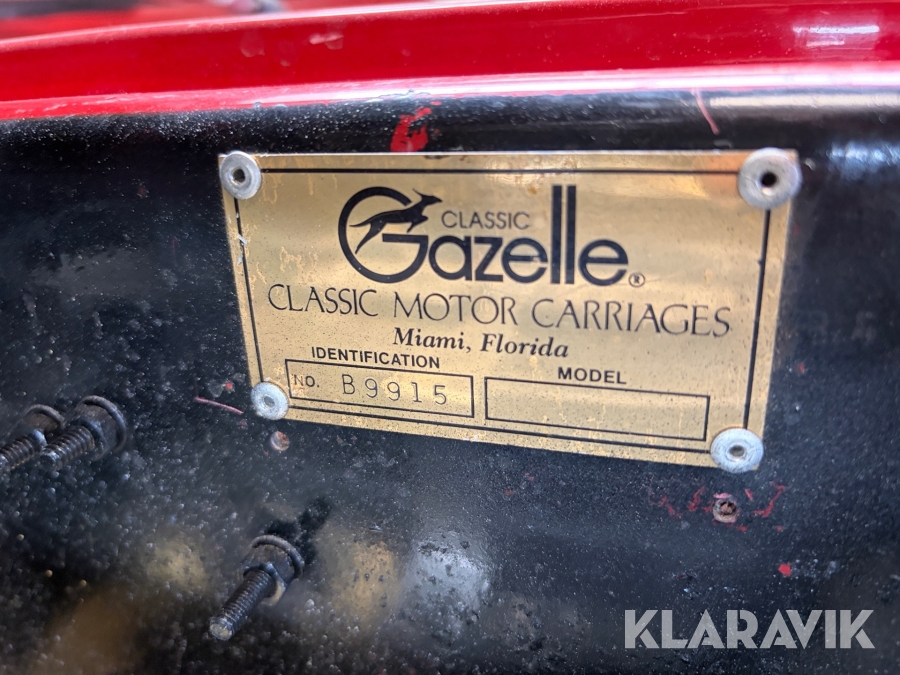 CLASSIC
Gazelle®
CLASSIC MOTOR CARRIAGES
Miami, Florida
IDENTIFICATION MODEL
NO. B9915
KLARAVIK